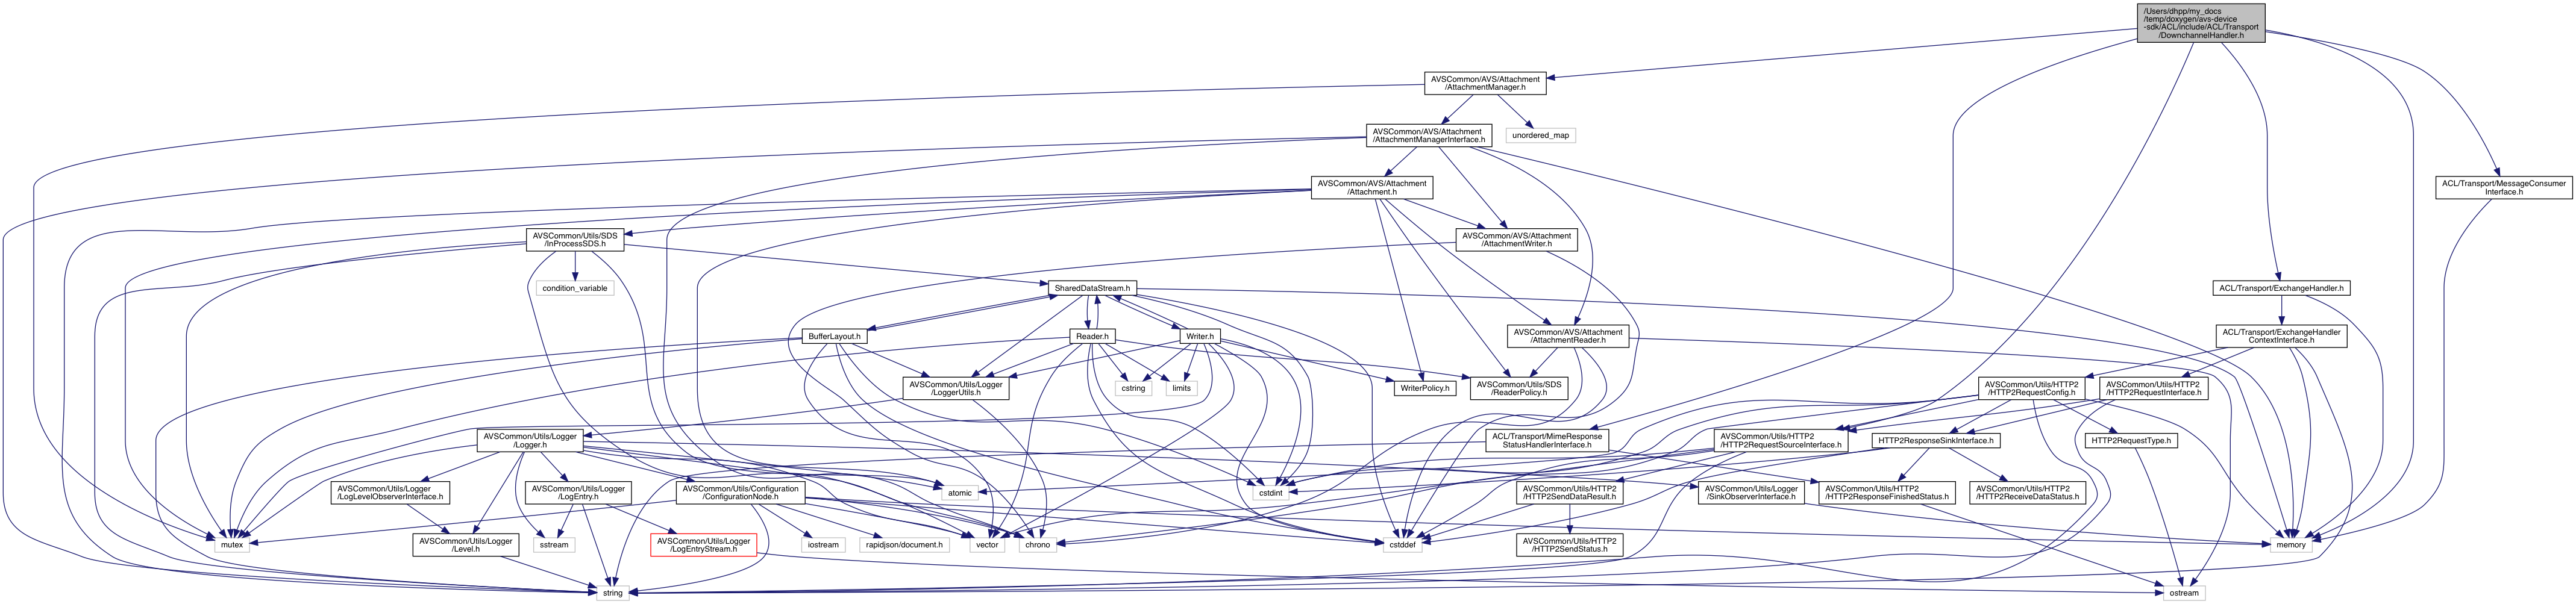 /Users/dhpp/my_docs
/temp/doxygen/avs-device
-sdk/ACL/include/ACL/Transport
/DownchannelHandler.h
AVSCommon/AVS/Attachment
/AttachmentManager.h
AVSCommon/AVS/Attachment
/AttachmentManagerInterface.h
unordered_map
AVSCommon/AVS/Attachment
/Attachment.h
ACL/Transport/MessageConsumer
Interface.h
AVSCommon/Utils/SDS
/InProcessSDS.h
AVSCommon/AVS/Attachment
/AttachmentWriter.h
condition_variable
SharedDataStream.h
ACL/Transport/ExchangeHandler.h
BufferLayout.h
Reader.h
Writer.h
AVSCommon/AVS/Attachment
/AttachmentReader.h
ACL/Transport/ExchangeHandler
ContextInterface.h
AVSCommon/Utils/Logger
/LoggerUtils.h
cstring
limits
WriterPolicy.h
AVSCommon/Utils/SDS
/ReaderPolicy.h
AVSCommon/Utils/HTTP2
/HTTP2RequestConfig.h
AVSCommon/Utils/HTTP2
/HTTP2RequestInterface.h
AVSCommon/Utils/Logger
/Logger.h
ACL/Transport/MimeResponse
StatusHandlerInterface.h
AVSCommon/Utils/HTTP2
/HTTP2RequestSourceInterface.h
HTTP2ResponseSinkInterface.h
HTTP2RequestType.h
AVSCommon/Utils/Logger
/LogLevelObserverInterface.h
AVSCommon/Utils/Logger
/LogEntry.h
AVSCommon/Utils/Configuration
/ConfigurationNode.h
atomic
cstdint
AVSCommon/Utils/Logger
/SinkObserverInterface.h
AVSCommon/Utils/HTTP2
/HTTP2SendDataResult.h
AVSCommon/Utils/HTTP2
/HTTP2ResponseFinishedStatus.h
AVSCommon/Utils/HTTP2
/HTTP2ReceiveDataStatus.h
mutex
AVSCommon/Utils/Logger
/Level.h
sstream
AVSCommon/Utils/Logger
/LogEntryStream.h
iostream
rapidjson/document.h
vector
chrono
cstddef
AVSCommon/Utils/HTTP2
/HTTP2SendStatus.h
memory
string
ostream